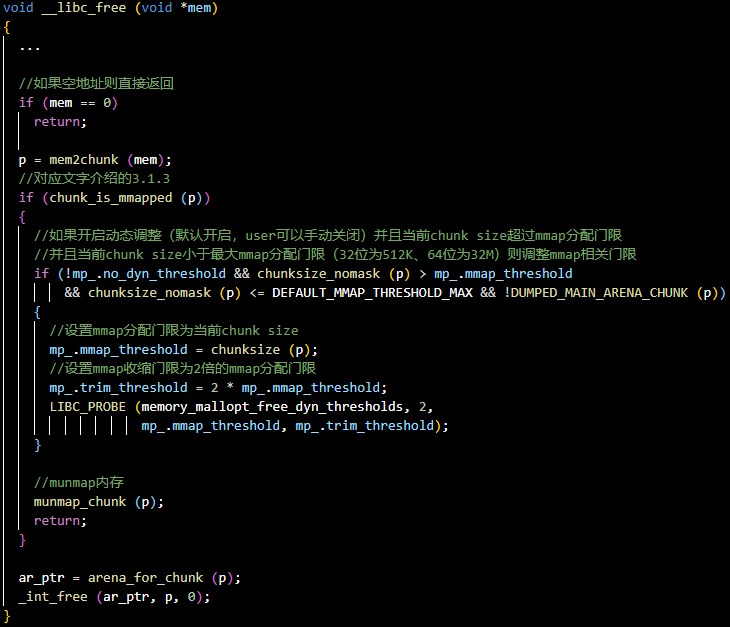 void __libc_free (void *mem)
{
...
//如果空地址则直接返回
if (mem == 0)
return;
p = mem2chunk (mem);
//对应文字介绍的3.1.3
if (chunk_is_mmapped (p))
{
//如果开启动态调整（默认开启，user可以手动关闭）并且当前chunk size超过mmap分配门限
//并且当前chunk size小于最大mmap分配门限（32位为512K、64位为32M）则调整mmap相关门限
if (!mp_.no_dyn_threshold && chunksize_nomask (p) > mp_.mmap_threshold
&& chunksize_nomask (p) <= DEFAULT_MMAP_THRESHOLD_MAX && !DUMPED_MAIN_ARENA_CHUNK (p))
{
//设置mmap分配门限为当前chunk size
mp_.mmap_threshold = chunksize (p);
//设置mmap收缩门限为2倍的mmap分配门限
mp_.trim_threshold = 2 * mp_.mmap_threshold;
LIBC_PROBE (memory_mallopt_free_dyn_thresholds, 2,
mp_.mmap_threshold, mp_.trim_threshold);
}
//munmap内存
munmap_chunk (p);
return;
}
ar_ptr = arena_for_chunk (p);
_int_free (ar_ptr, p, 0);
}